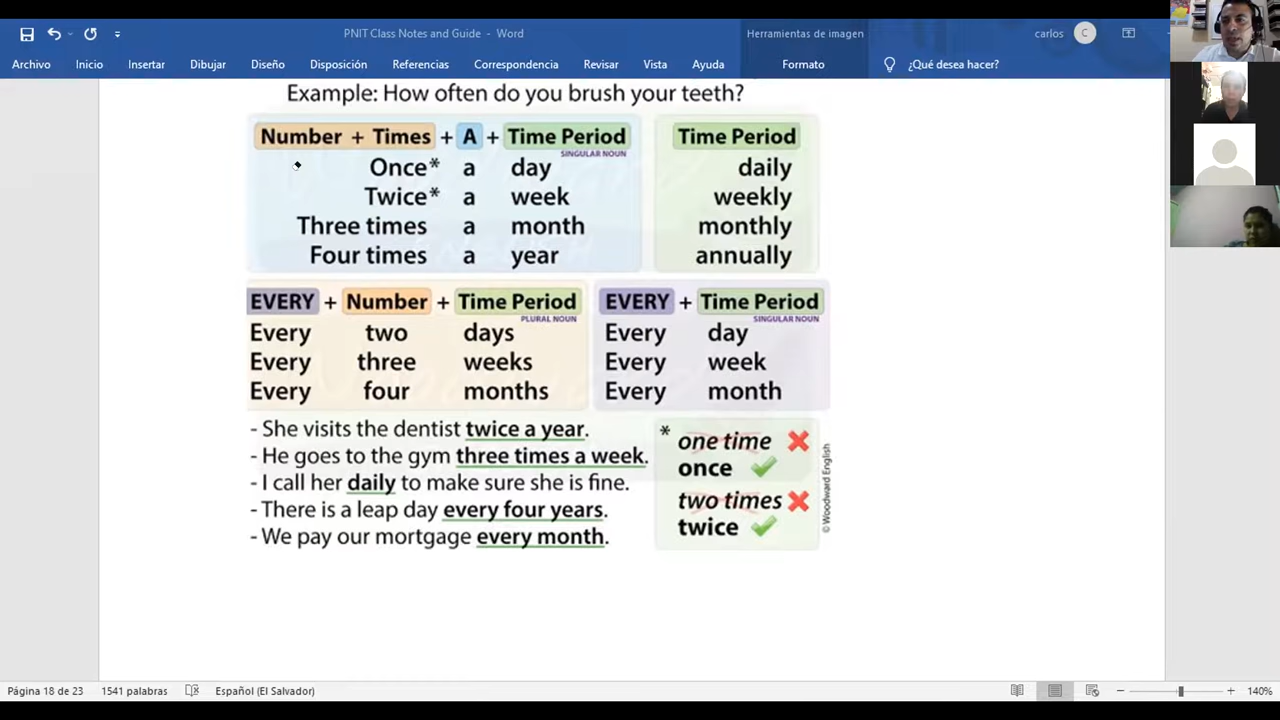 PNIT Class Notes and Guide - Word
Herramientas de imagen
carlos
C
Archivo
Inicio
Insertar
Dibujar
Diseño
Disposición
Referencias
Correspondencia
Revisar
Vista
Ayuda
Formato
¿Qué desea hacer?
Example: How often do you brush your teeth?
Number + Times + A + Time Period
SINGULAR NOUN
Once* a day
Twice* a week
Three times a month
Four times a year
Time Period
daily
weekly
monthly
annually
EVERY + Number + Time Period
PLURAL NOUN
Every two days
Every three weeks
Every four months
EVERY + Time Period
SINGULAR NOUN
Every day
Every week
Every month
- She visits the dentist twice a year.
- He goes to the gym three times a week.
- I call her daily to make sure she is fine.
- There is a leap day every four years.
- We pay our mortgage every month.
* one time
once
two times
twice
© Woodward English
Página 18 de 23
1541 palabras
Español (El Salvador)
140%